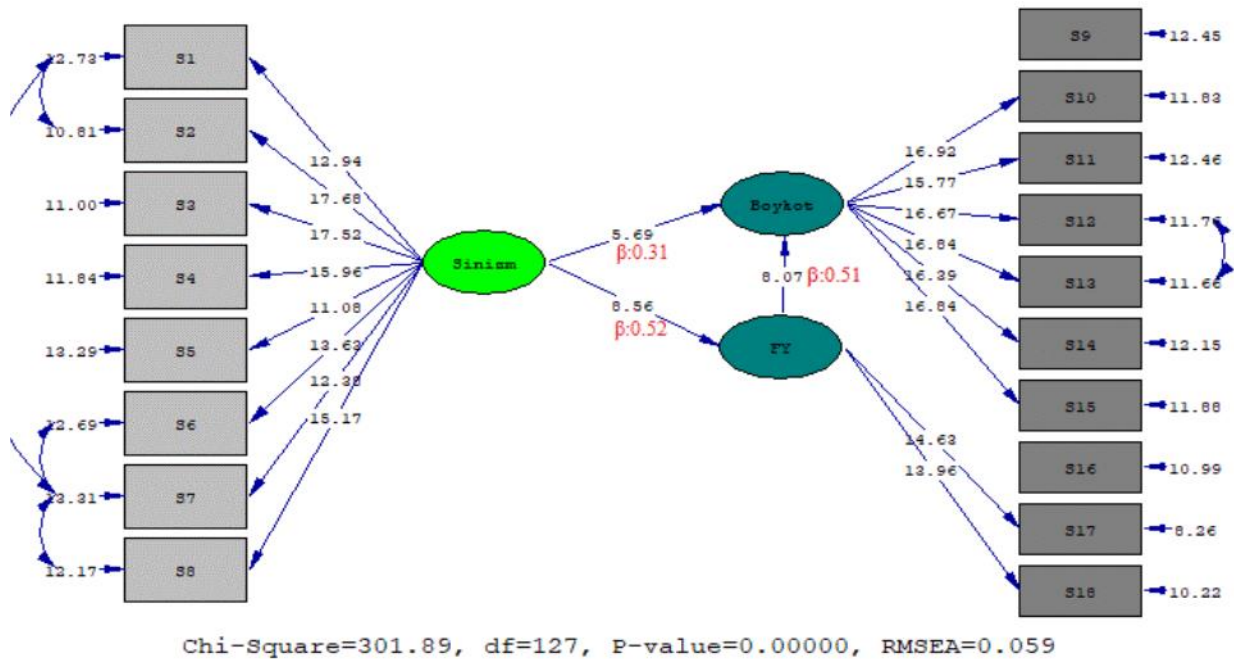 12.73 S1
10.81 S2
11.00 S3
11.84 S4
13.29 S5
12.69 S6
13.31 S7
12.17 S8
12.94
17.68
17.52
15.96
11.08
13.63
12.38
15.17
Sinism
5.69
β:0.31
8.56
β:0.52
Boykot
8.07 β:0.51
FY
16.92
15.77
16.67
16.84
16.39
16.84
14.63
13.96
S9 12.45
S10 11.83
S11 12.46
S12 11.76
S13 11.66
S14 12.15
S15 11.88
S16 10.99
S17 8.26
S18 10.22
Chi-Square=301.89, df=127, P-value=0.00000, RMSEA=0.059